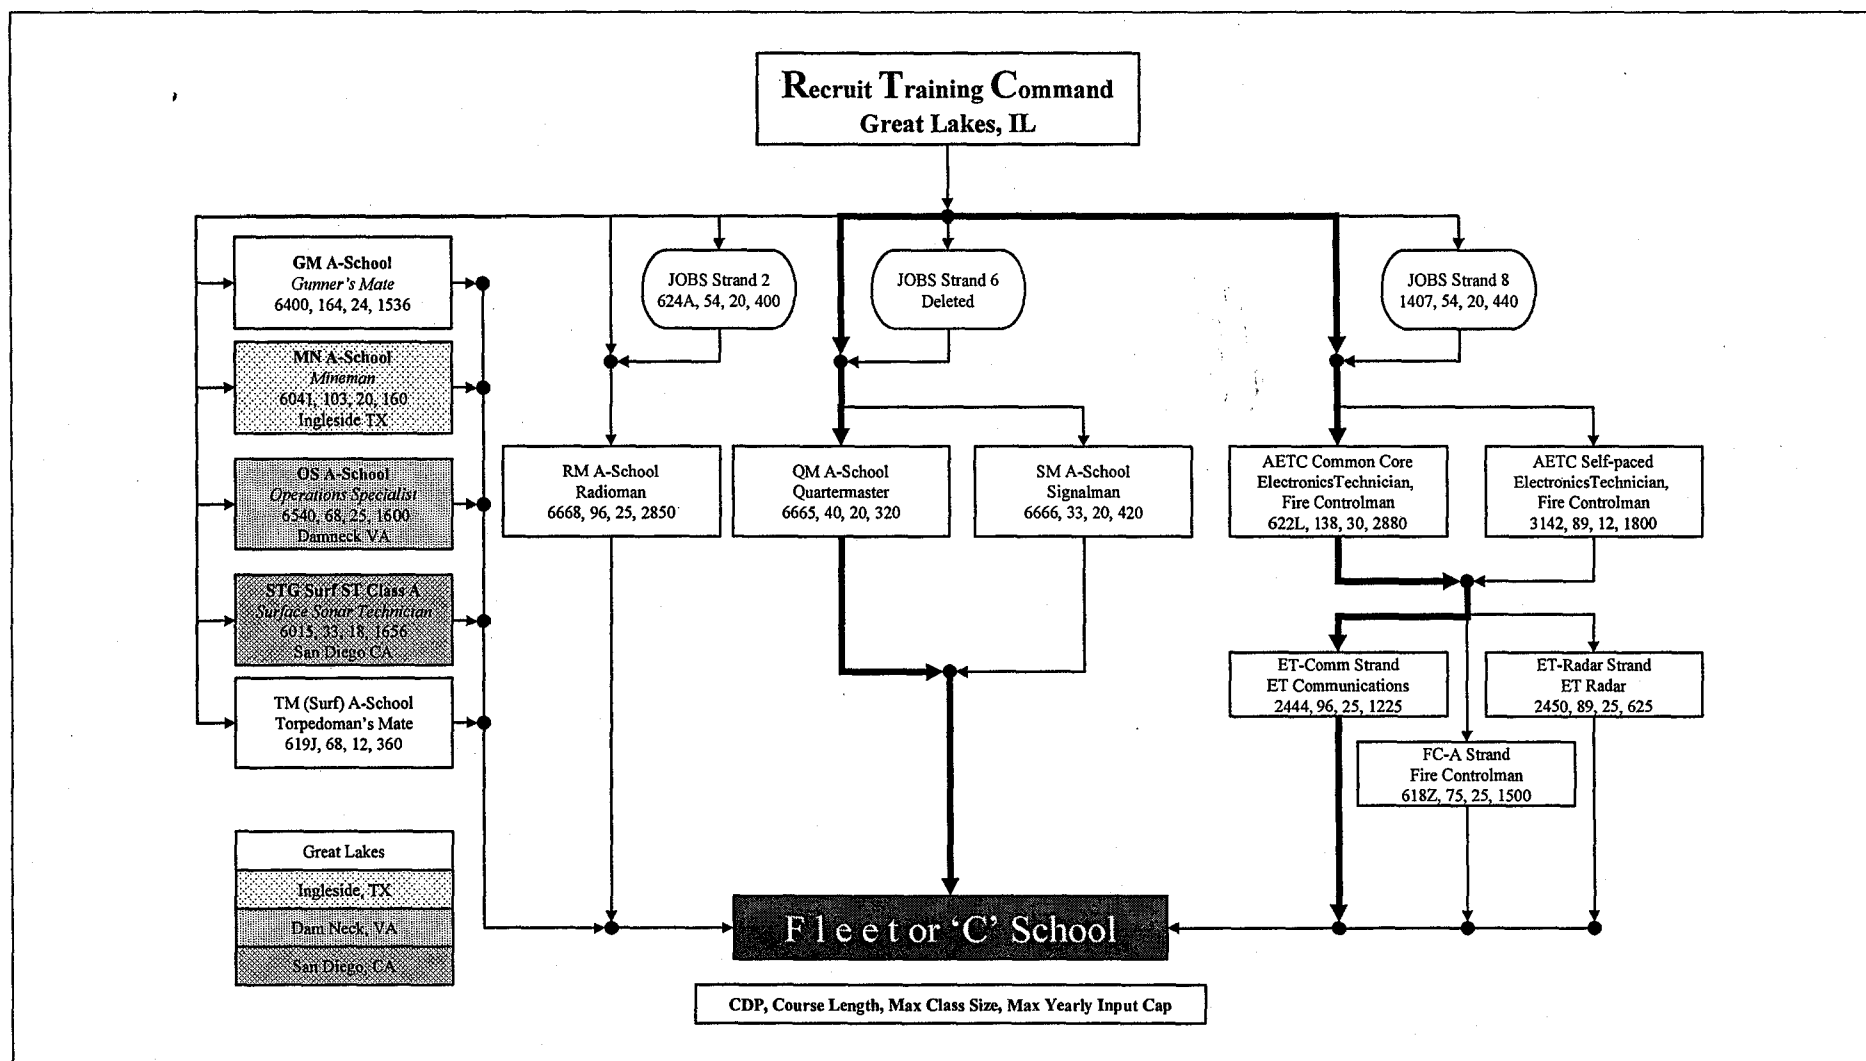 Recruit Training Command
Great Lakes, IL
GM A-School
Gunner's Mate
6400, 164, 24, 1536
MN A-School
Mineman
6041, 103, 20, 160
Ingleside TX
OS A-School
Operations Specialist
6540, 68, 25, 1600
Damneck VA
STG Surf ST Class A
Surface Sonar Technician
6015, 33, 18, 1656
San Diego CA
TM (Surf) A-School
Torpedoman's Mate
619J, 68, 12, 360
JOBS Strand 2
624A, 54, 20, 400
JOBS Strand 6
Deleted
JOBS Strand 8
1407, 54, 20, 440
RM A-School
Radioman
6668, 96, 25, 2850
QM A-School
Quartermaster
6665, 40, 20, 320
SM A-School
Signalman
6666, 33, 20, 420
AETC Common Core
ElectronicsTechnician,
Fire Controlman
622L, 138, 30, 2880
AETC Self-paced
ElectronicsTechnician,
Fire Controlman
3142, 89, 12, 1800
ET-Comm Strand
ET Communications
2444, 96, 25, 1225
ET-Radar Strand
ET Radar
2450, 89, 25, 625
FC-A Strand
Fire Controlman
618Z, 75, 25, 1500
Great Lakes
Ingleside, TX
Dam Neck, VA
San Diego, CA
Fleet or 'C' School
CDP, Course Length, Max Class Size, Max Yearly Input Cap